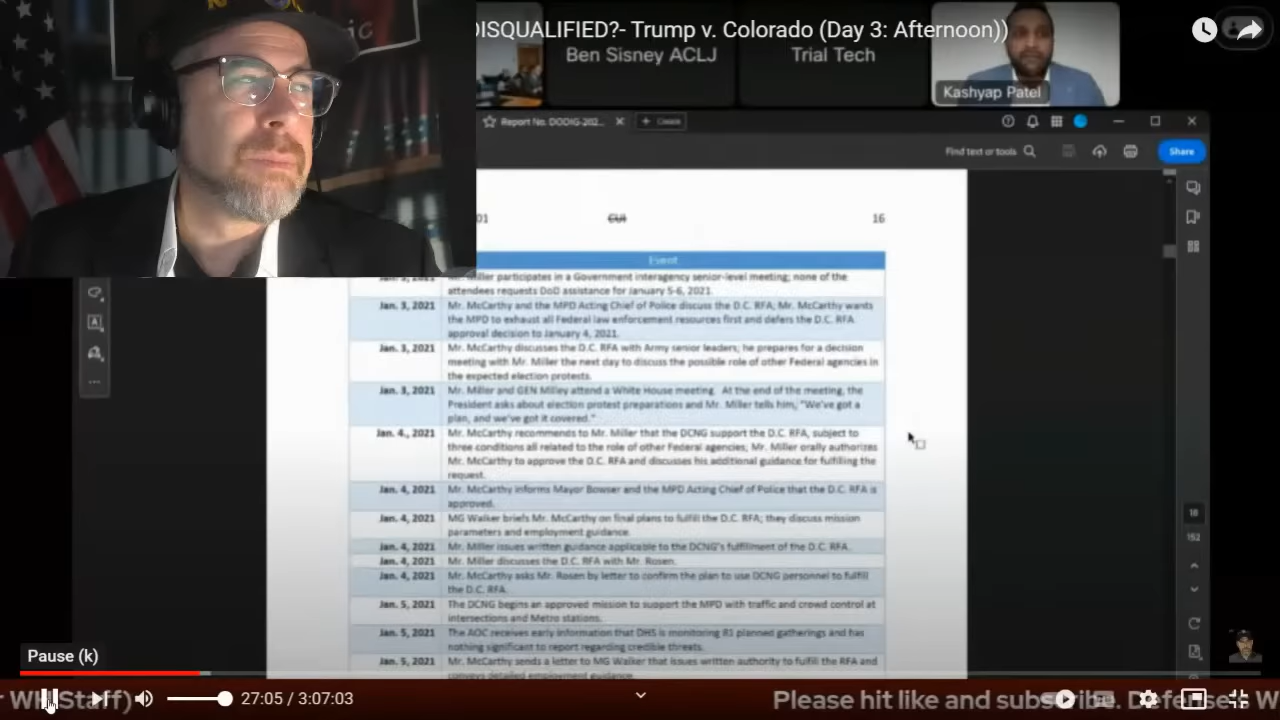 DISQUALIFIED?- Trump v. Colorado (Day 3: Afternoon))
ic
Ben Sisney ACLJ
Trial Tech
Kashyap Patel
Report No. DODIG-202...
Create
Find text or tools
Share
01
CUI
16
Event
Miller participates in a Government interagency senior-level meeting; none of the
attendees requests DoD assistance for January 5-6, 2021.
Jan. 3, 2021 Mr. McCarthy and the MPD Acting Chief of Police discuss the D.C. RFA; Mr. McCarthy wants
the MPD to exhaust all Federal law enforcement resources first and defers the D.C. RFA
approval decision to January 4, 2021.
Jan. 3, 2021 Mr. McCarthy discusses the D.C. RFA with Army senior leaders; he prepares for a decision
meeting with Mr. Miller the next day to discuss the possible role of other Federal agencies in
the expected election protests.
Jan. 3, 2021 Mr. Miller and GEN Milley attend a White House meeting. At the end of the meeting, the
President asks about election protest preparations and Mr. Miller tells him, "We've got a
plan, and we've got it covered."
Jan. 4., 2021 Mr. McCarthy recommends to Mr. Miller that the DCNG support the D.C. RFA, subject to
three conditions all related to the role of other Federal agencies; Mr. Miller orally authorizes
Mr. McCarthy to approve the D.C. RFA and discusses his additional guidance for fulfilling the
request.
Jan. 4, 2021 Mr. McCarthy informs Mayor Bowser and the MPD Acting Chief of Police that the D.C. RFA is
approved.
Jan. 4, 2021 MG Walker briefs Mr. McCarthy on final plans to fulfill the D.C. RFA; they discuss mission
parameters and employment guidance.
Jan. 4, 2021 Mr. Miller issues written guidance applicable to the DCNG's fulfillment of the D.C. RFA.
Jan. 4, 2021 Mr. Miller discusses the D.C. RFA with Mr. Rosen.
Jan. 4, 2021 Mr. McCarthy asks Mr. Rosen by letter to confirm the plan to use DCNG personnel to fulfill
the D.C. RFA.
Jan. 5, 2021 The DCNG begins an approved mission to support the MPD with traffic and crowd control at
intersections and Metro stations.
Jan. 5, 2021 The AOC receives early information that DHS is monitoring 81 planned gatherings and has
nothing significant to report regarding credible threats.
Jan. 5, 2021 Mr. McCarthy sends a letter to MG Walker that issues written authority to fulfill the RFA and
conveys detailed employment guidance.
18
152
Pause (k)
27:05 / 3:07:03
Staff)
Please hit like and subscribe. Defense's W